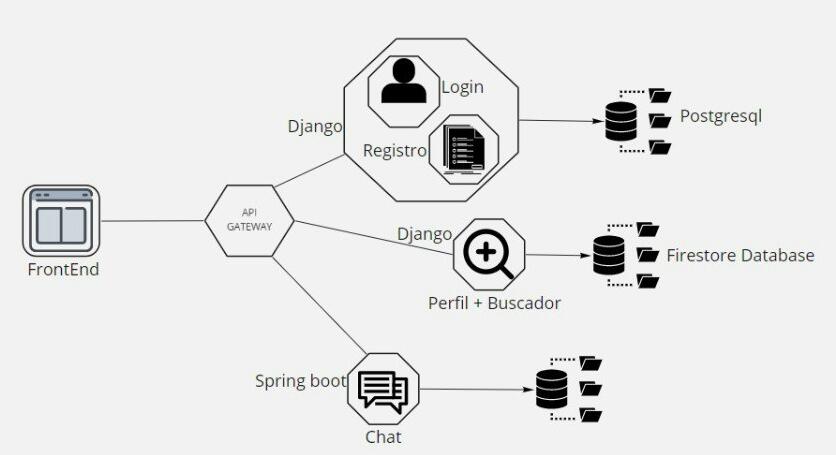 Login
Django
Registro
Postgresql
API
GATEWAY
FrontEnd
Django
Perfil + Buscador
Firestore Database
Spring boot
Chat